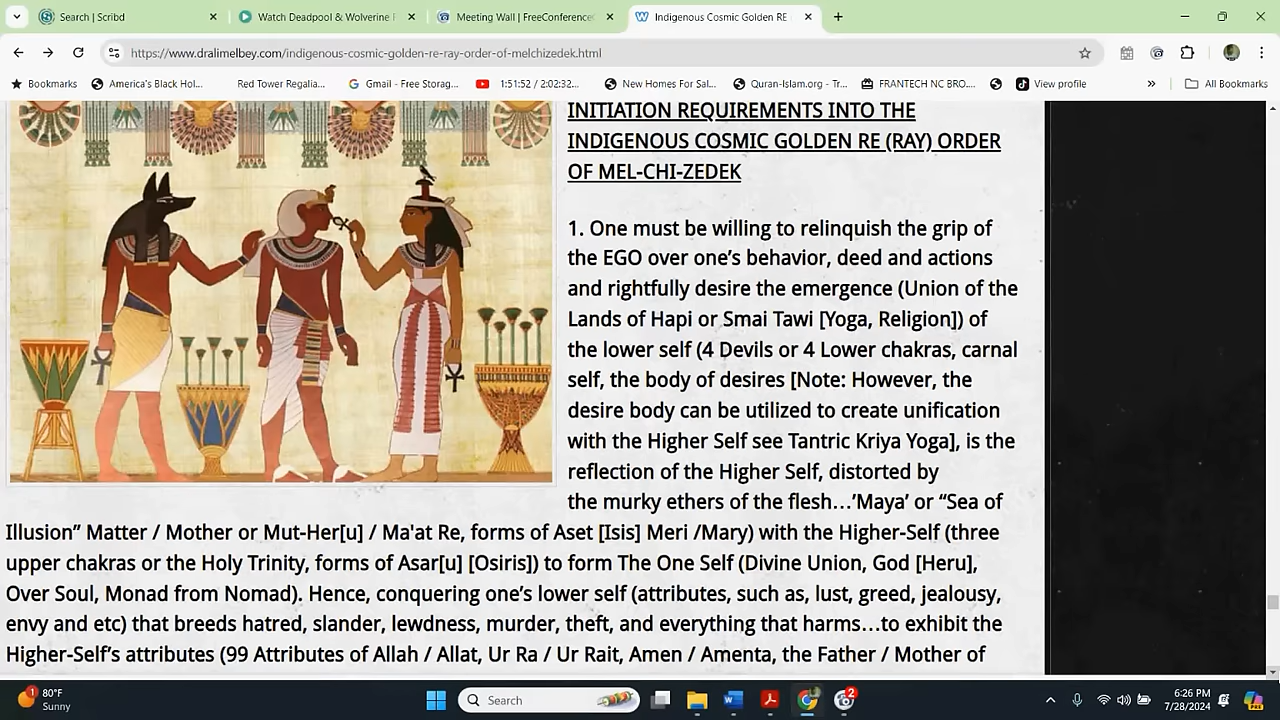 Search | Scribd
Watch Deadpool & Wolverine F
Meeting Wall | FreeConference
Indigenous Cosmic Golden RE (
https://www.dralimelbey.com/indigenous-cosmic-golden-re-ray-order-of-melchizedek.html
Bookmarks
America's Black Hol...
Red Tower Regalia...
Gmail - Free Storag...
1:51:52 / 2:02:32...
New Homes For Sal...
Quran-Islam.org - Tr...
FRANTECH NC BRO...
View profile
All Bookmarks
INITIATION REQUIREMENTS INTO THE
INDIGENOUS COSMIC GOLDEN RE (RAY) ORDER
OF MEL-CHI-ZEDEK
1. One must be willing to relinquish the grip of
the EGO over one's behavior, deed and actions
and rightfully desire the emergence (Union of the
Lands of Hapi or Smai Tawi [Yoga, Religion]) of
the lower self (4 Devils or 4 Lower chakras, carnal
self, the body of desires [Note: However, the
desire body can be utilized to create unification
with the Higher Self see Tantric Kriya Yoga], is the
reflection of the Higher Self, distorted by
the murky ethers of the flesh…'Maya' or “Sea of
Illusion” Matter / Mother or Mut-Her[u] / Ma'at Re, forms of Aset [Isis] Meri /Mary) with the Higher-Self (three
upper chakras or the Holy Trinity, forms of Asar[u] [Osiris]) to form The One Self (Divine Union, God [Heru],
Over Soul, Monad from Nomad). Hence, conquering one's lower self (attributes, such as, lust, greed, jealousy,
envy and etc) that breeds hatred, slander, lewdness, murder, theft, and everything that harms…to exhibit the
Higher-Self's attributes (99 Attributes of Allah / Allat, Ur Ra / Ur Rait, Amen / Amenta, the Father / Mother of
1
80°F
Sunny
Search
2
6:26 PM
7/28/2024